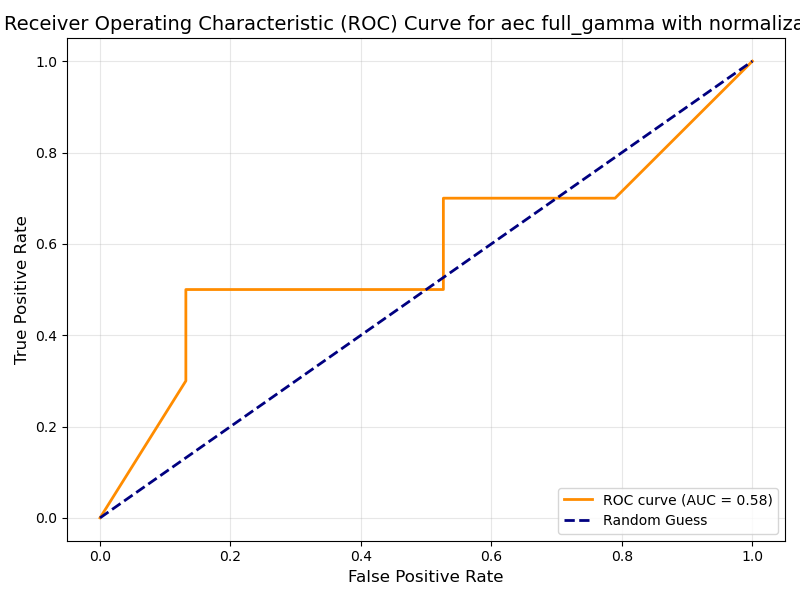 Receiver Operating Characteristic (ROC) Curve for aec full_gamma with normaliza
1.0
0.8
0.6
0.4
0.2
0.0
True Positive Rate
ROC curve (AUC = 0.58)
Random Guess
0.0 0.2 0.4 0.6 0.8 1.0
False Positive Rate